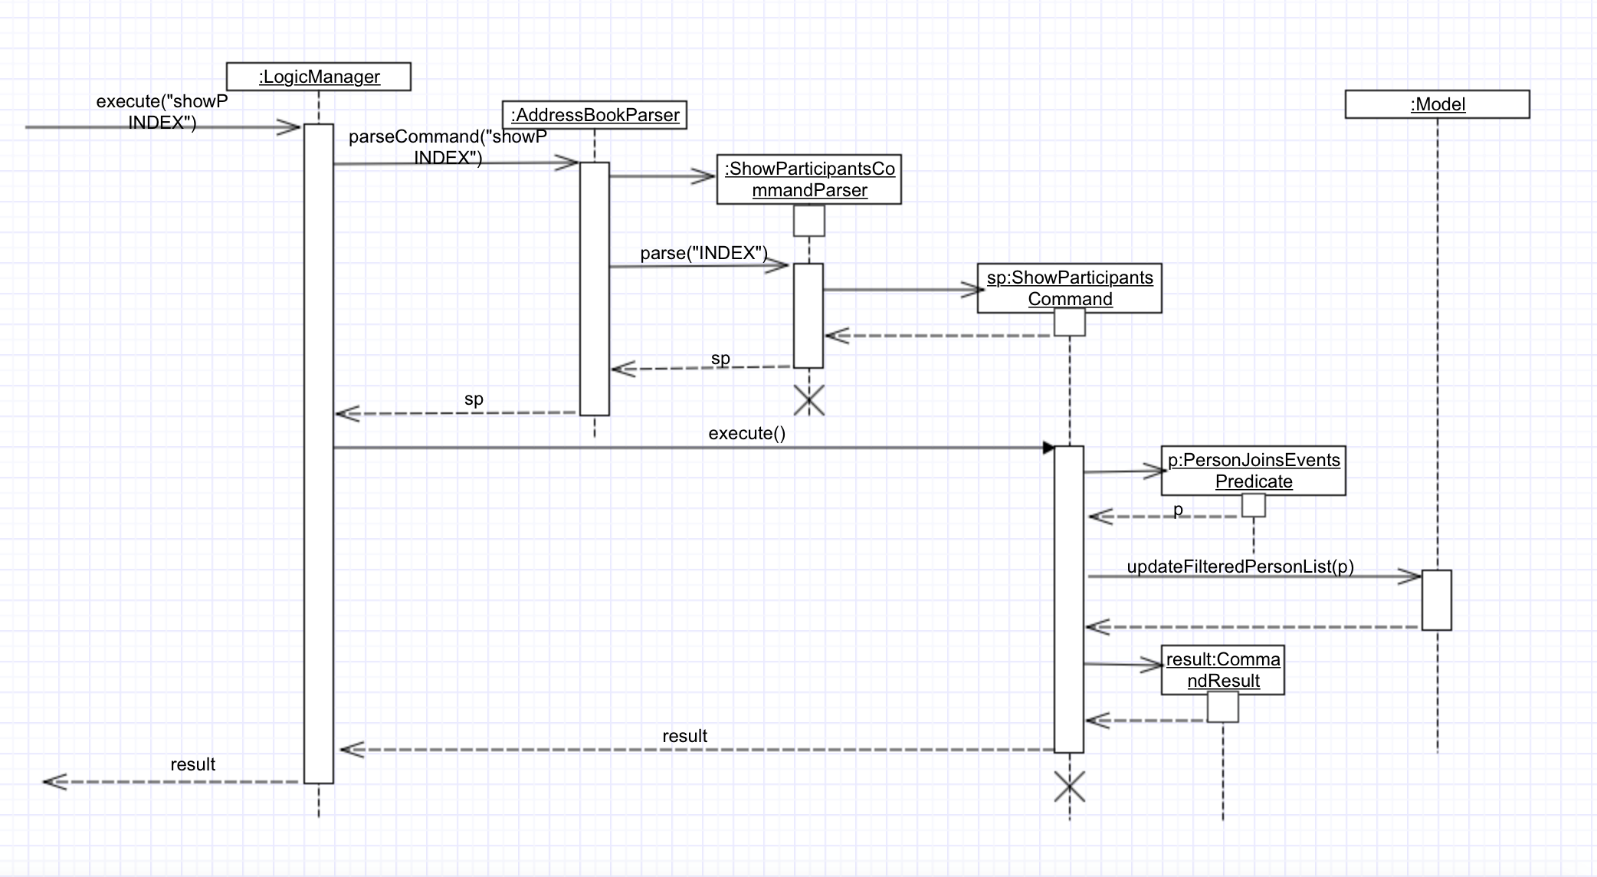 :LogicManager
execute("showP
INDEX")
:AddressBookParser
:Model
parseCommand("showP
INDEX")
:ShowParticipantsCo
mmandParser
parse("INDEX")
sp:ShowParticipants
Command
sp
sp
execute()
p:PersonJoinsEvents
Predicate
p
updateFilteredPersonList(p)
result:Comma
ndResult
result
result